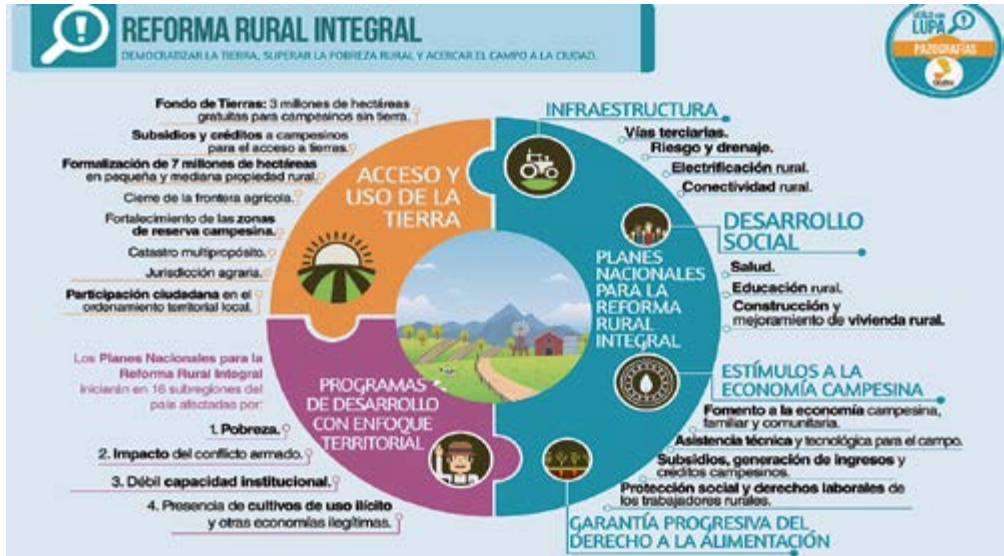 REFORMA RURAL INTEGRAL
DEMOCRATIZAR LA TIERRA, SUPERAR LA POBREZA RURAL Y ACERCAR EL CAMPO A LA CIUDAD.
LUPA
PAZOGRAFÍAS
Fondo de Tierras: 3 millones de hectáreas
gratuitas para campesinos sin tierra.
Subsidios y créditos a campesinos
para el acceso a tierras.
Formalización de 7 millones de hectáreas
en pequeña y mediana propiedad rural.
Cierre de la frontera agrícola.
Fortalecimiento de las zonas
de reserva campesina.
Catastro multipropósito.
Jurisdicción agraria.
Participación ciudadana en el
ordenamiento territorial local.
ACCESO Y
USO DE LA
TIERRA
Los Planes Nacionales para la
Reforma Rural Integral
iniciarán en 16 subregiones del
país afectadas por:
1. Pobreza.
2. Impacto del conflicto armado.
3. Débil capacidad institucional.
4. Presencia de cultivos de uso ilícito
y otras economías ilegítimas.
PROGRAMAS
DE DESARROLLO
CON ENFOQUE
TERRITORIAL
PLANES
NACIONALES
PARA LA
REFORMA
RURAL
INTEGRAL
INFRAESTRUCTURA
Vías terciarias.
Riesgo y drenaje.
Electrificación rural.
Conectividad rural.
DESARROLLO
SOCIAL
Salud.
Educación rural.
Construcción y
mejoramiento de vivienda rural.
ESTÍMULOS A LA
ECONOMÍA CAMPESINA
Fomento a la economía campesina,
familiar y comunitaria.
Asistencia técnica y tecnológica para el campo.
Subsidios, generación de ingresos y
créditos campesinos.
Protección social y derechos laborales de
los trabajadores rurales.
GARANTÍA PROGRESIVA DEL
DERECHO A LA ALIMENTACIÓN